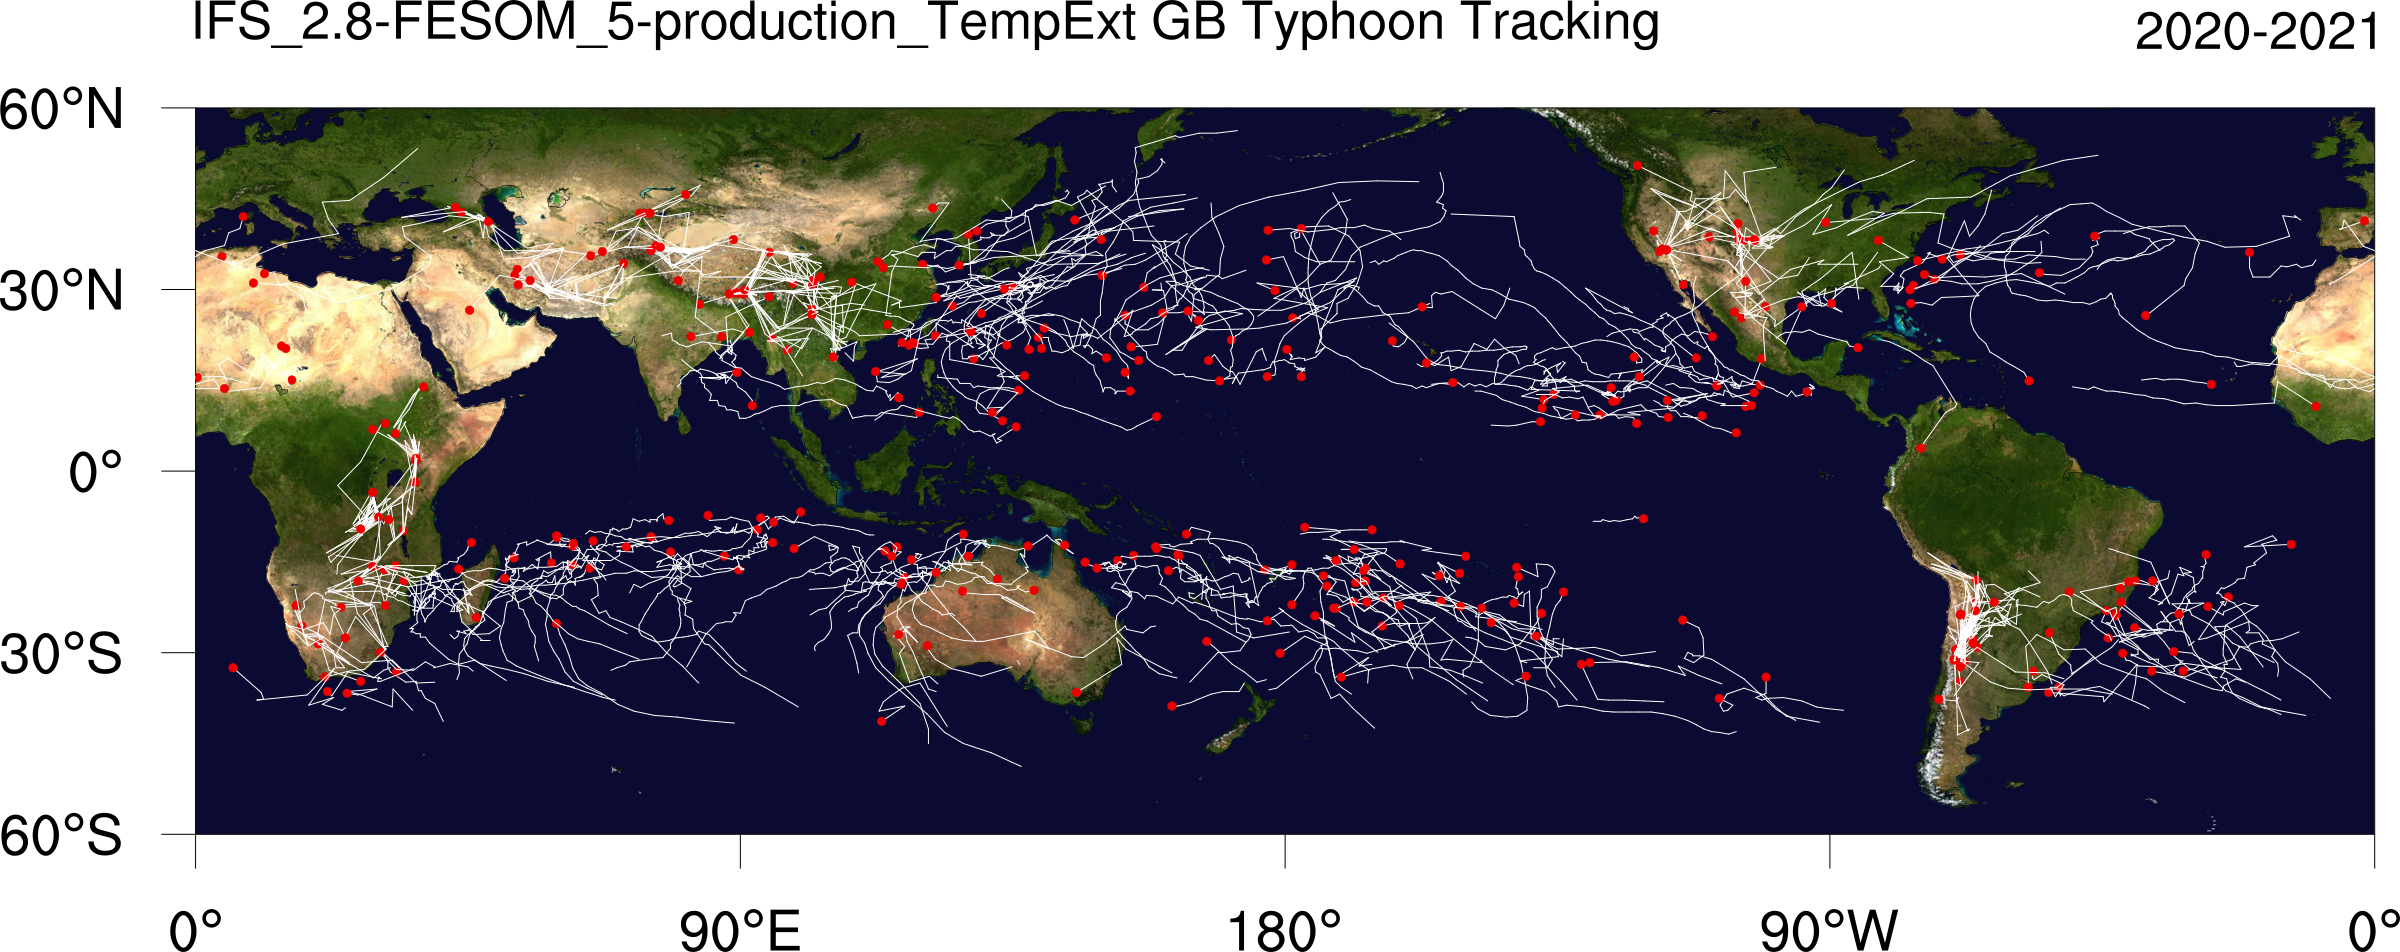 IFS_2.8-FESOM_5-production_TempExt GB Typhoon Tracking
2020-2021
60°N
30°N
0°
30°S
60°S
0° 90°E 180° 90°W 0°